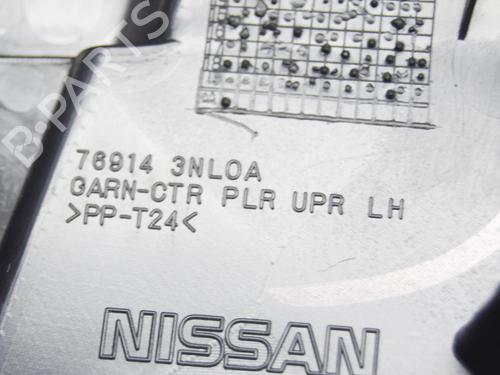 B-PARTS
76914 3NL0A
GARN-CTR PLR UPR LH
>PP-T24<
NISSAN